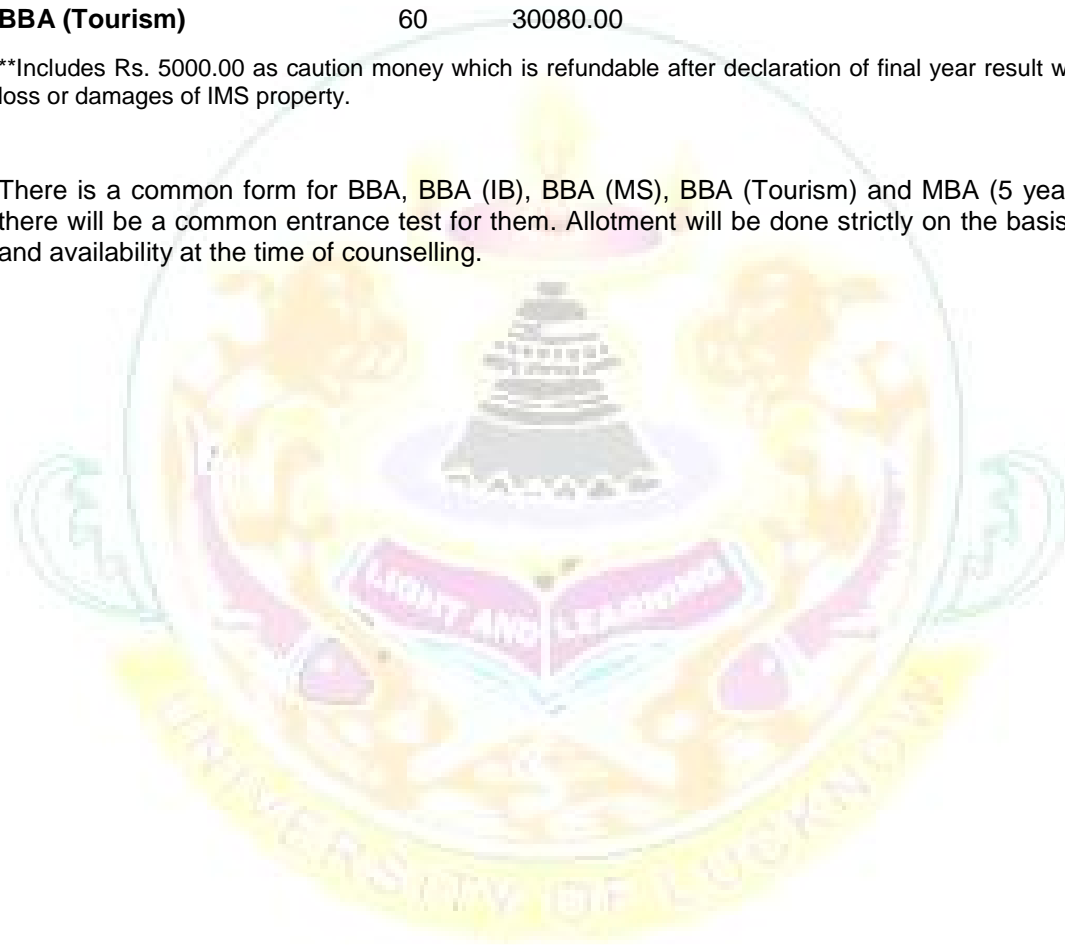 BBA (Tourism) 60 30080.00
**Includes Rs. 5000.00 as caution money which is refundable after declaration of final year result w
loss or damages of IMS property.
There is a common form for BBA, BBA (IB), BBA (MS), BBA (Tourism) and MBA (5 yea
there will be a common entrance test for them. Allotment will be done strictly on the basis
and availability at the time of counselling.
LIGHT AND LEARNING
UNIVERSITY OF LUCKNOW